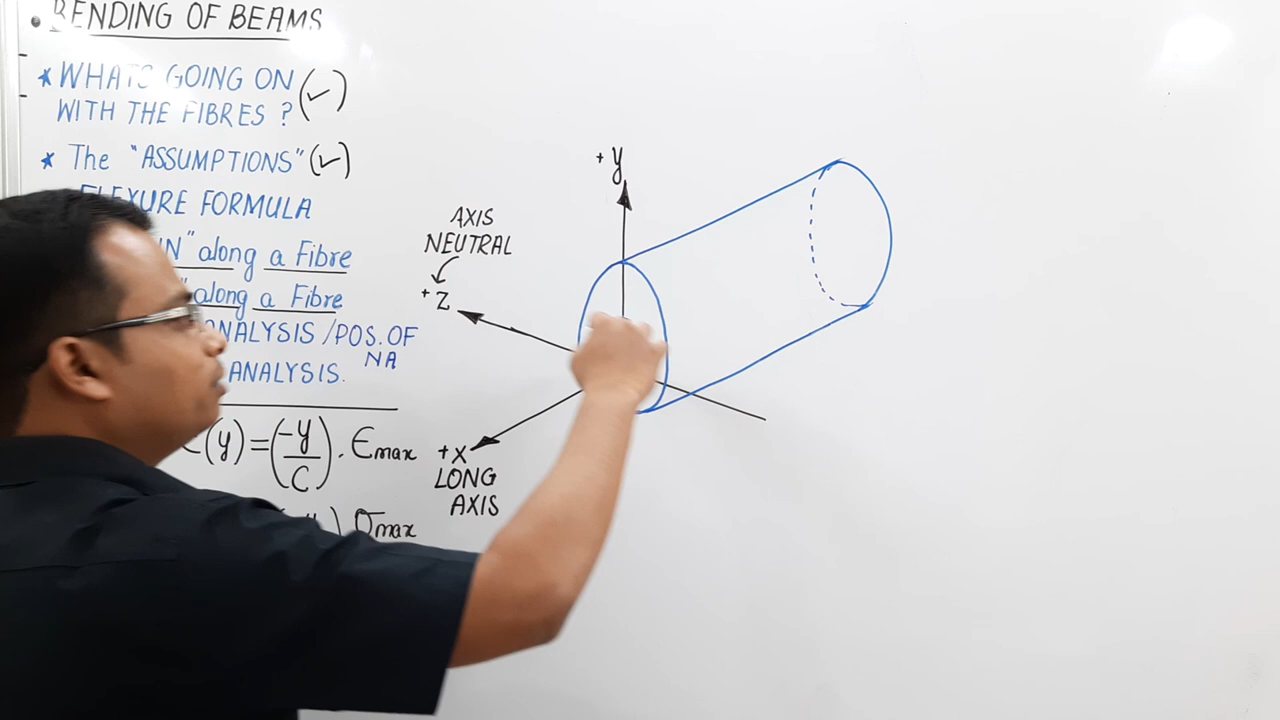 • BENDING OF BEAMS
* WHATS GOING ON (✓)
WITH THE FIBRES ?
* The "ASSUMPTIONS" (✓)
FLEXURE FORMULA
along a Fibre
along a Fibre
ANALYSIS /POS. OF
NA
ANALYSIS.
(y) = (-y/C) . Єmax
σmax
+y
AXIS
NEUTRAL
+z
+x
LONG
AXIS